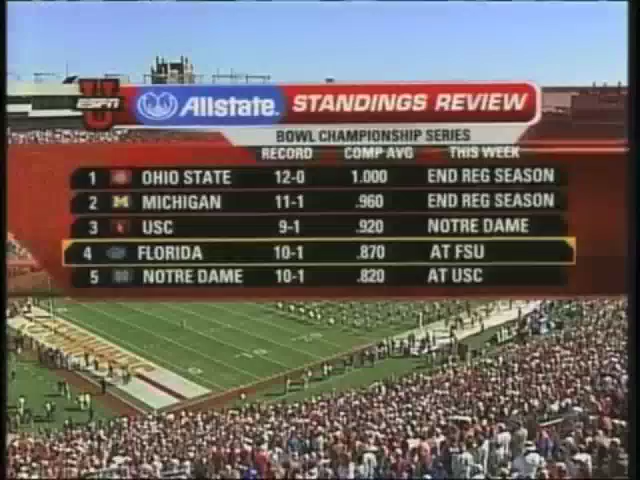 U
ESPN
Allstate. STANDINGS REVIEW
BOWL CHAMPIONSHIP SERIES
RECORD COMP AVG THIS WEEK
1 OHIO STATE 12-0 1.000 END REG SEASON
2 M MICHIGAN 11-1 .960 END REG SEASON
3 USC 9-1 .920 NOTRE DAME
4 FLORIDA 10-1 .870 AT FSU
5 NOTRE DAME 10-1 .820 AT USC